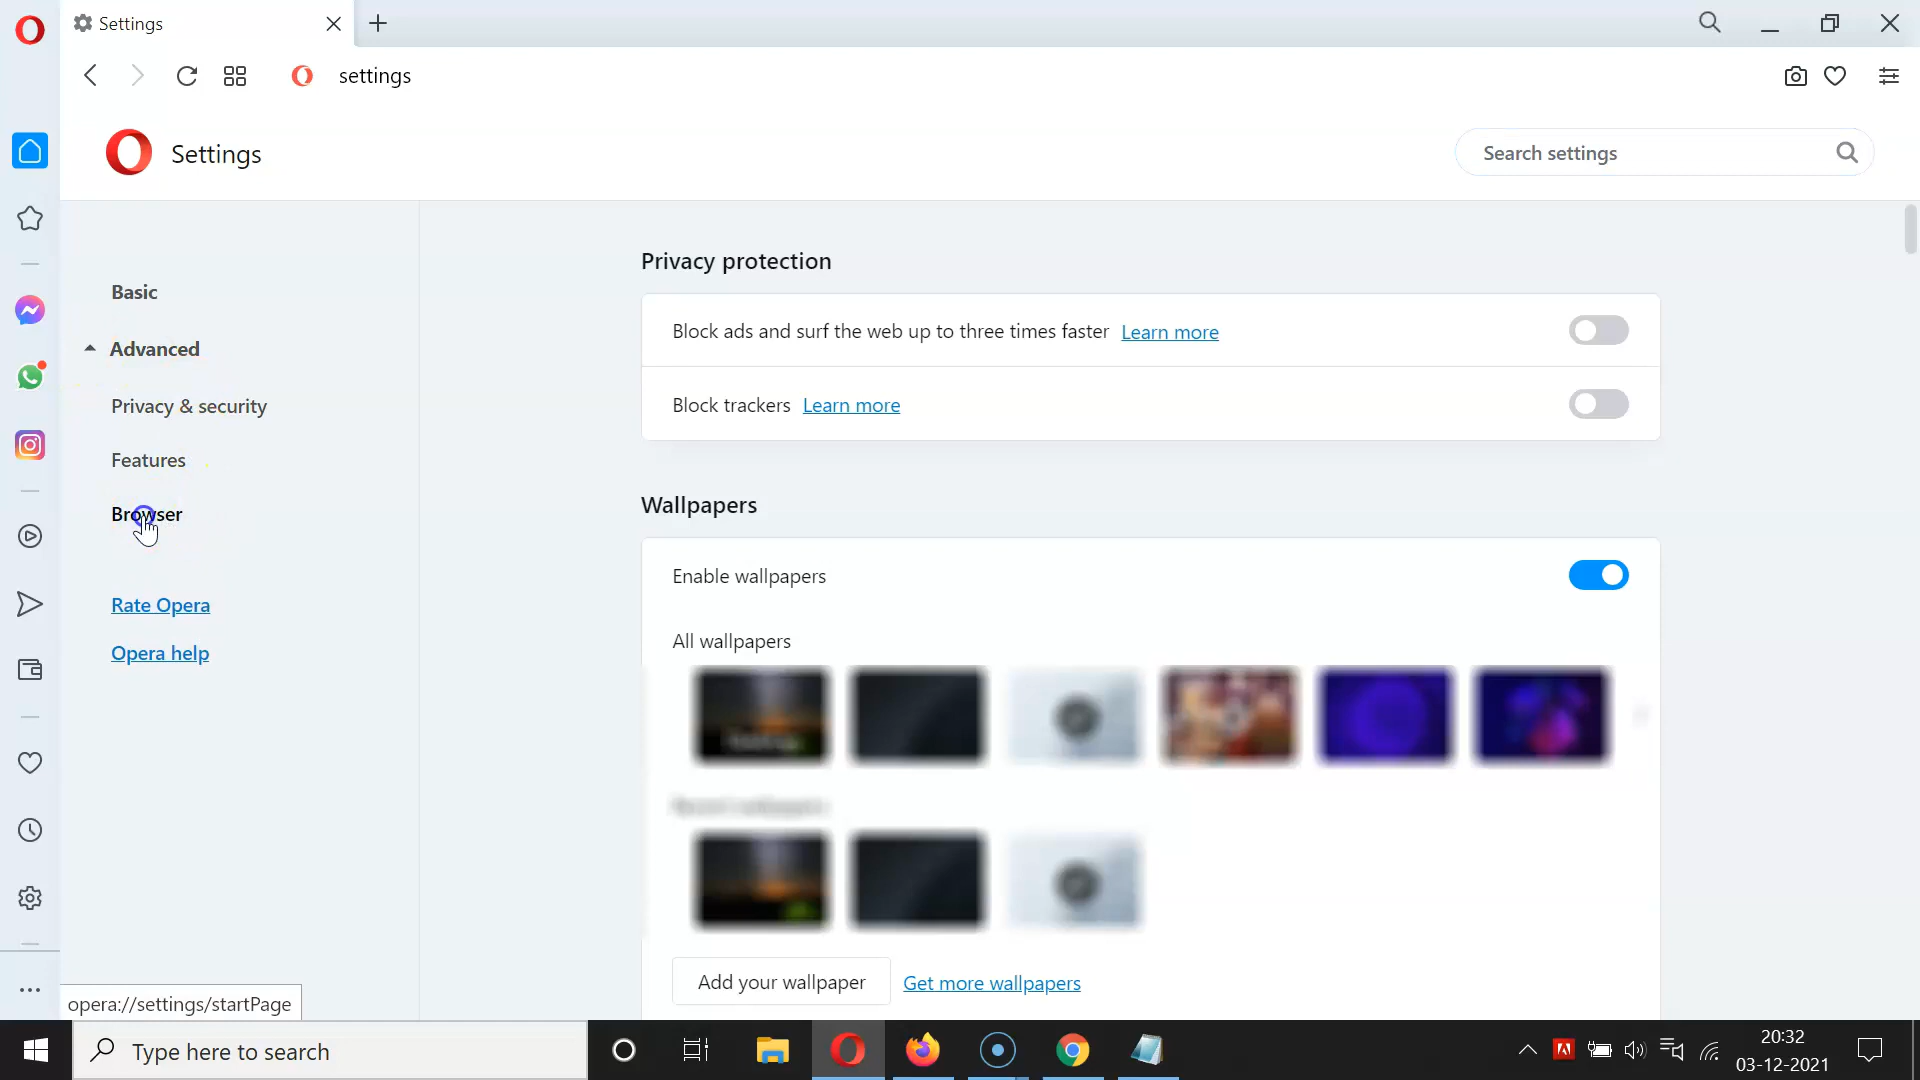 Settings
settings
Settings
Search settings
Basic
Advanced
Privacy & security
Features
Browser
Rate Opera
Opera help
Privacy protection
Block ads and surf the web up to three times faster Learn more
Block trackers Learn more
Wallpapers
Enable wallpapers
All wallpapers
Recent wallpapers
Add your wallpaper Get more wallpapers
opera://settings/startPage
Type here to search
20:32
03-12-2021